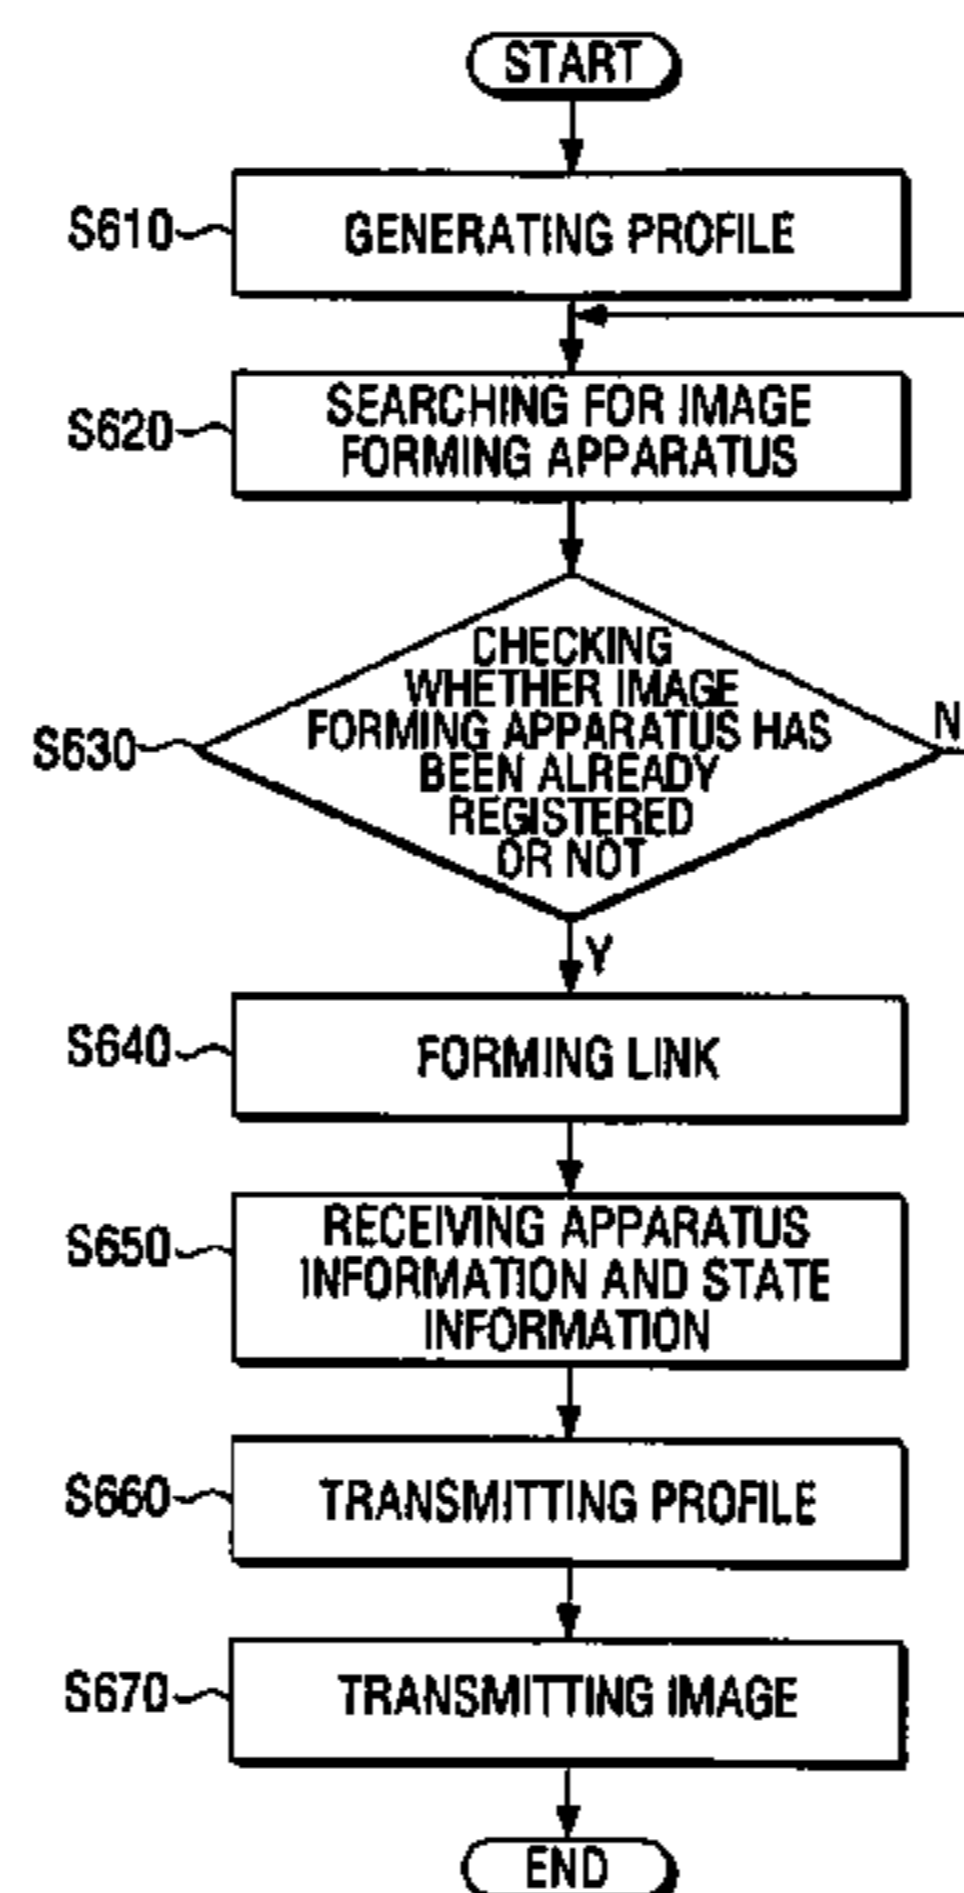 START
S610
GENERATING PROFILE
S620
SEARCHING FOR IMAGE
FORMING APPARATUS
S630
CHECKING
WHETHER IMAGE
FORMING APPARATUS HAS
BEEN ALREADY
REGISTERED
OR NOT
N
Y
S640
FORMING LINK
S650
RECEIVING APPARATUS
INFORMATION AND STATE
INFORMATION
S660
TRANSMITTING PROFILE
S670
TRANSMITTING IMAGE
END